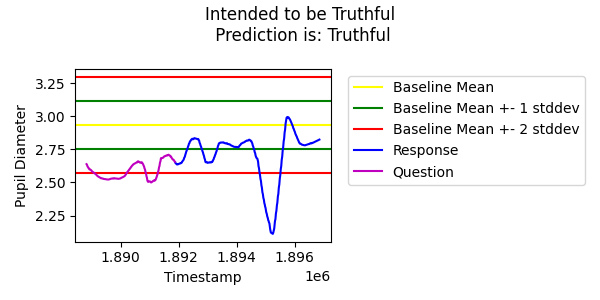 Intended to be Truthful
Prediction is: Truthful
3.25
3.00
2.75
2.50
2.25
Pupil Diameter
1.890
1.892
1.894
1.896
1e6
Timestamp
Baseline Mean
Baseline Mean +- 1 stddev
Baseline Mean +- 2 stddev
Response
Question